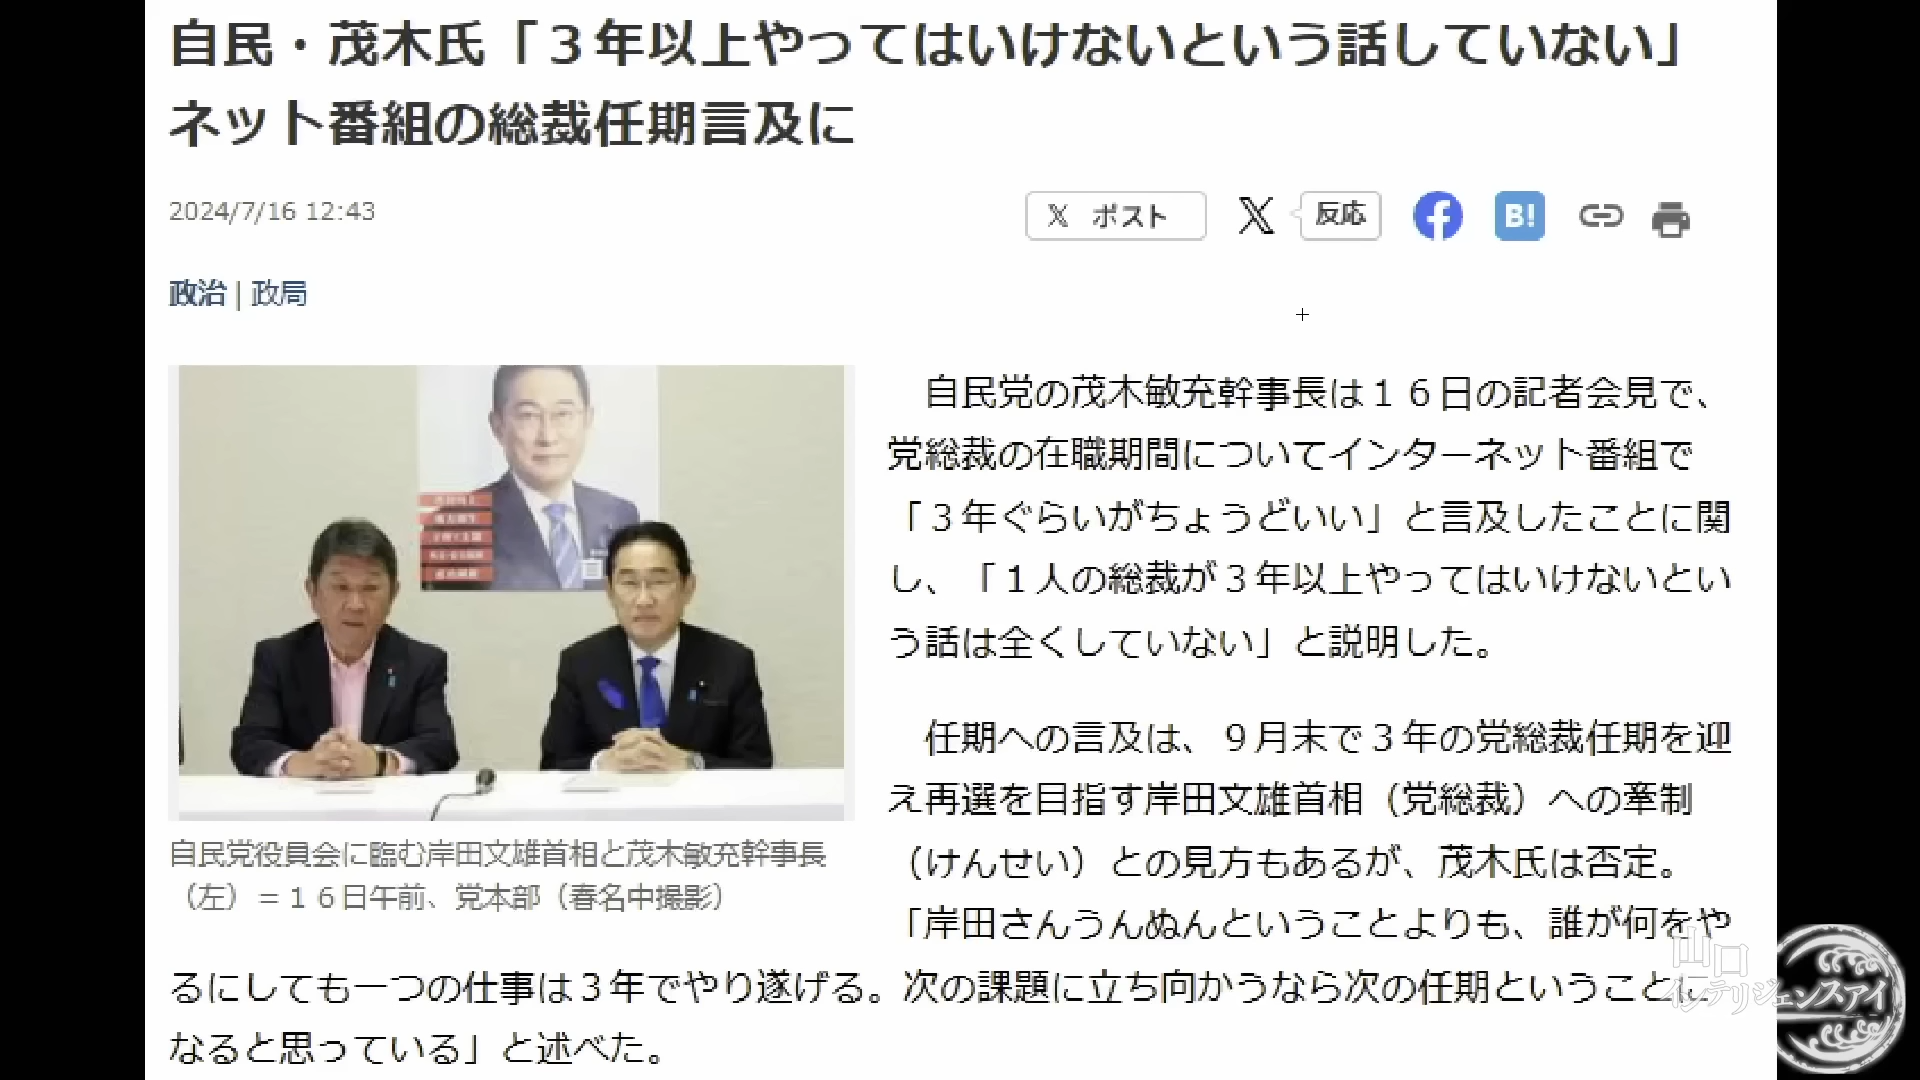 自民・茂木氏「３年以上やってはいけないという話していない」
ネット番組の総裁任期言及に
2024/7/16 12:43
X ポスト
X 反応
B!
政治 | 政局
自民党の茂木敏充幹事長は１６日の記者会見で、
党総裁の在職期間についてインターネット番組で
「３年ぐらいがちょうどいい」と言及したことに関
し、「１人の総裁が３年以上やってはいけないとい
う話は全くしていない」と説明した。
任期への言及は、９月末で３年の党総裁任期を迎
え再選を目指す岸田文雄首相（党総裁）への牽制
（けんせい）との見方もあるが、茂木氏は否定。
「岸田さんうんぬんということよりも、誰が何をや
るにしても一つの仕事は３年でやり遂げる。次の課題に立ち向かうなら次の任期ということに
なると思っている」と述べた。
自民党役員会に臨む岸田文雄首相と茂木敏充幹事長
（左）＝１６日午前、党本部（春名中撮影）
山口
インテリジェンスアイ